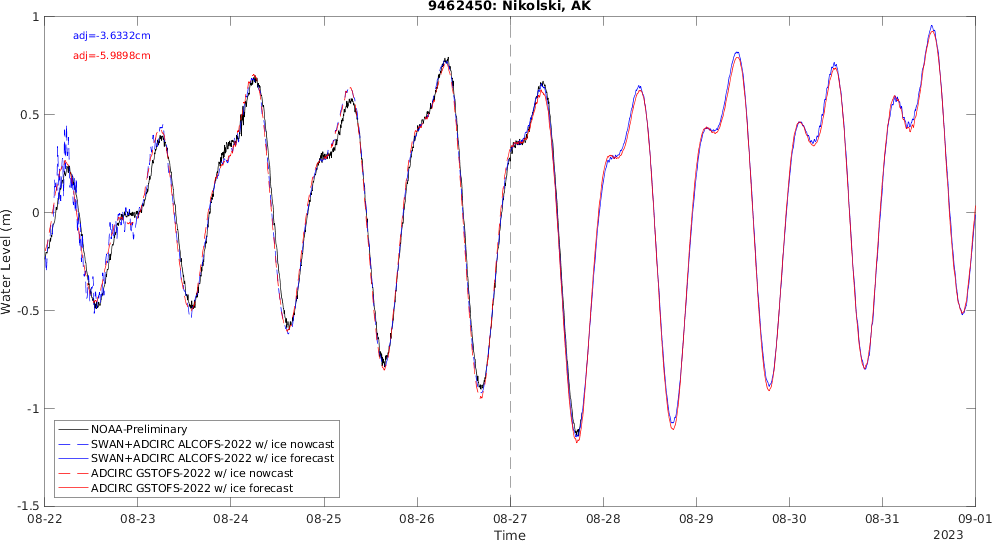 9462450: Nikolski, AK
adj=-3.6332cm
adj=-5.9898cm
Water Level (m)
1
0.5
0
-0.5
-1
-1.5
NOAA-Preliminary
SWAN+ADCIRC ALCOFS-2022 w/ ice nowcast
SWAN+ADCIRC ALCOFS-2022 w/ ice forecast
ADCIRC GSTOFS-2022 w/ ice nowcast
ADCIRC GSTOFS-2022 w/ ice forecast
08-22 08-23 08-24 08-25 08-26 08-27 08-28 08-29 08-30 08-31 09-01
Time
2023